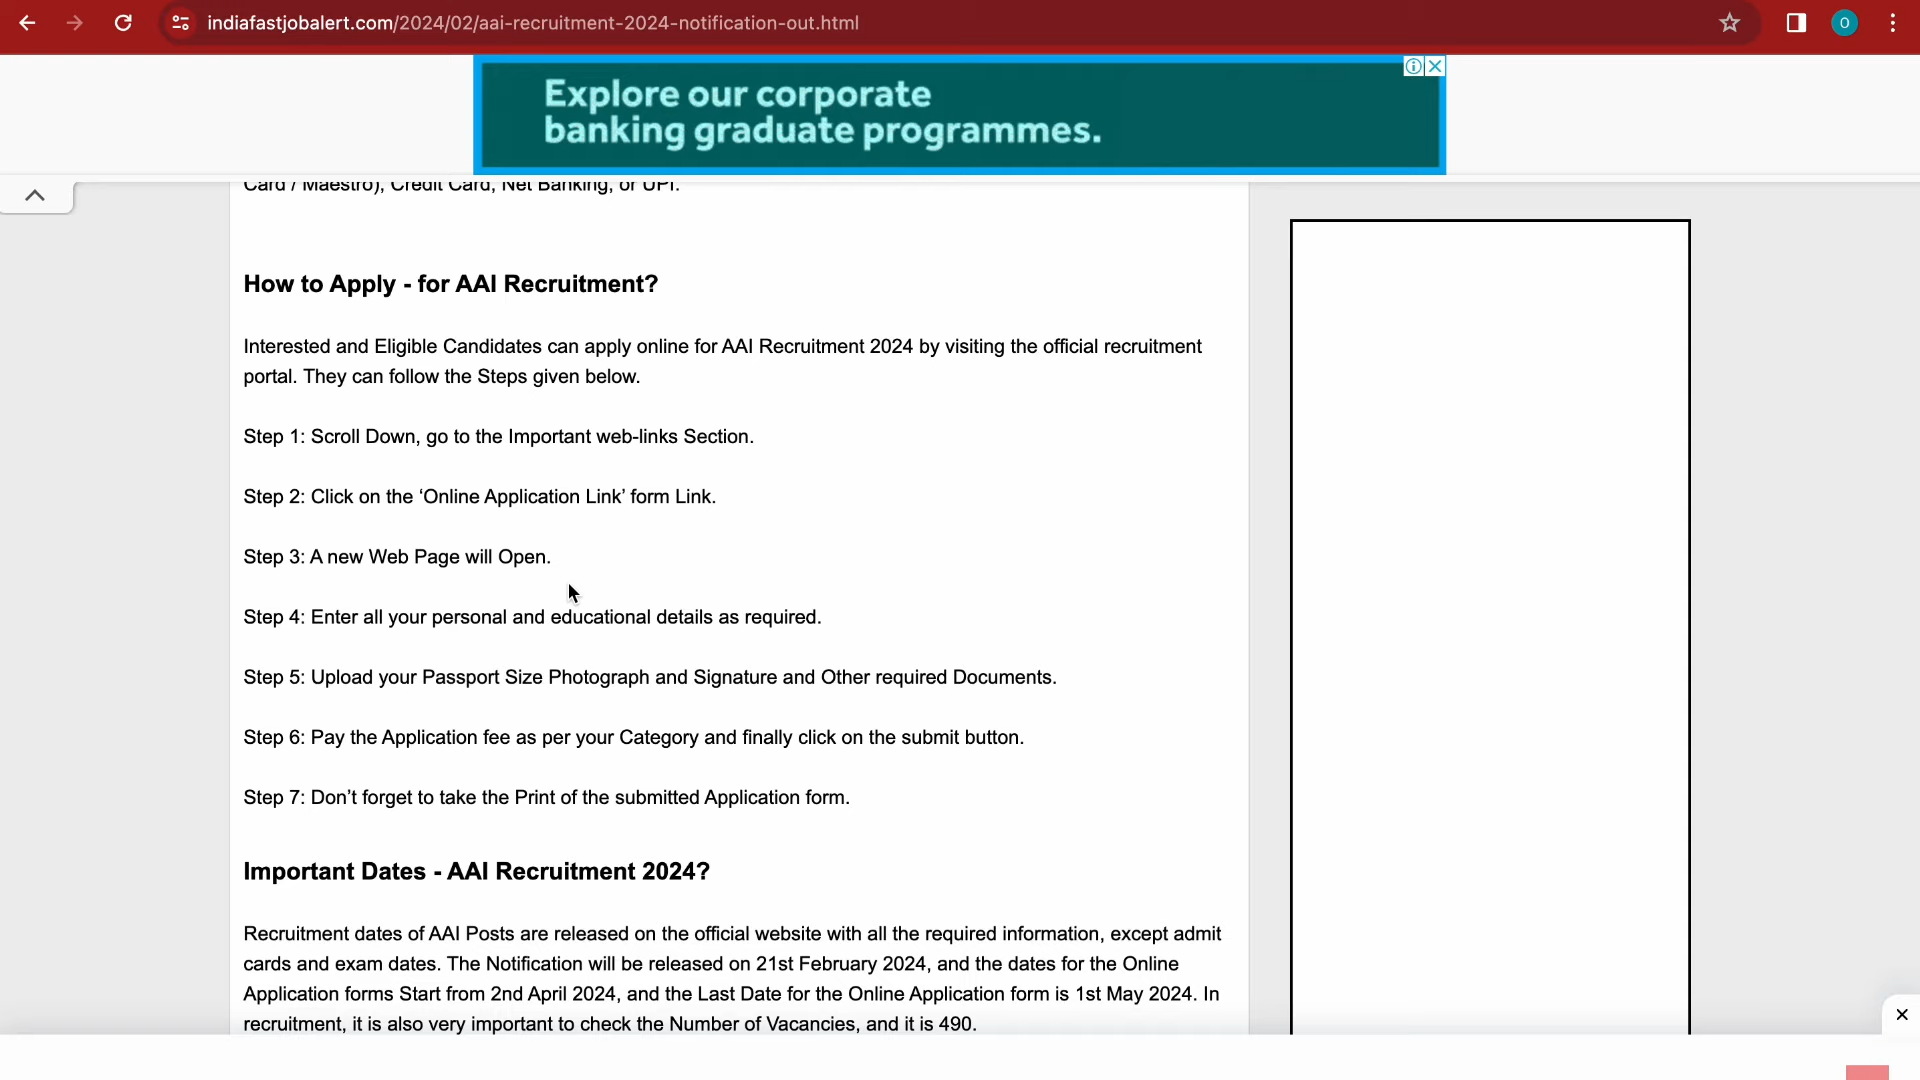 indiafastjobalert.com/2024/02/aai-recruitment-2024-notification-out.html
O
Explore our corporate
banking graduate programmes.
Card / Maestro), Credit Card, Net Banking, or UPI.
How to Apply - for AAI Recruitment?
Interested and Eligible Candidates can apply online for AAI Recruitment 2024 by visiting the official recruitment
portal. They can follow the Steps given below.
Step 1: Scroll Down, go to the Important web-links Section.
Step 2: Click on the ‘Online Application Link’ form Link.
Step 3: A new Web Page will Open.
Step 4: Enter all your personal and educational details as required.
Step 5: Upload your Passport Size Photograph and Signature and Other required Documents.
Step 6: Pay the Application fee as per your Category and finally click on the submit button.
Step 7: Don’t forget to take the Print of the submitted Application form.
Important Dates - AAI Recruitment 2024?
Recruitment dates of AAI Posts are released on the official website with all the required information, except admit
cards and exam dates. The Notification will be released on 21st February 2024, and the dates for the Online
Application forms Start from 2nd April 2024, and the Last Date for the Online Application form is 1st May 2024. In
recruitment, it is also very important to check the Number of Vacancies, and it is 490.